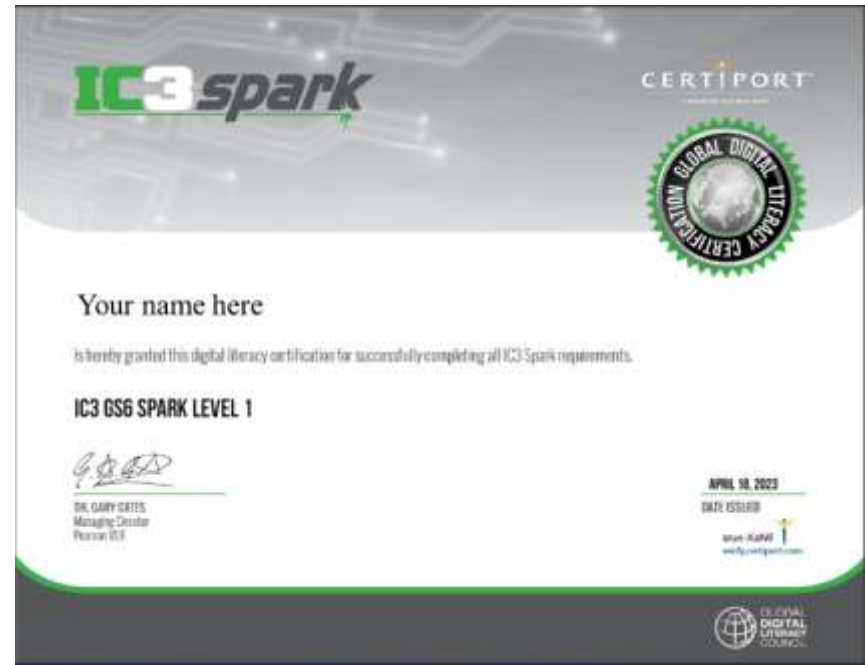 IC3 spark
CERTIPORT
GLOBAL DIGITAL LITERACY CERTIFICATION
Your name here
is hereby granted this digital literacy certification for successfully completing all IC3 Spark requirements.
IC3 GS6 SPARK LEVEL 1
DR. GARY GATES
Managing Director
Pearson VUE
APRIL 18, 2023
DATE ISSUED
verify.certiport.com
GLOBAL
DIGITAL
LITERACY
COUNCIL